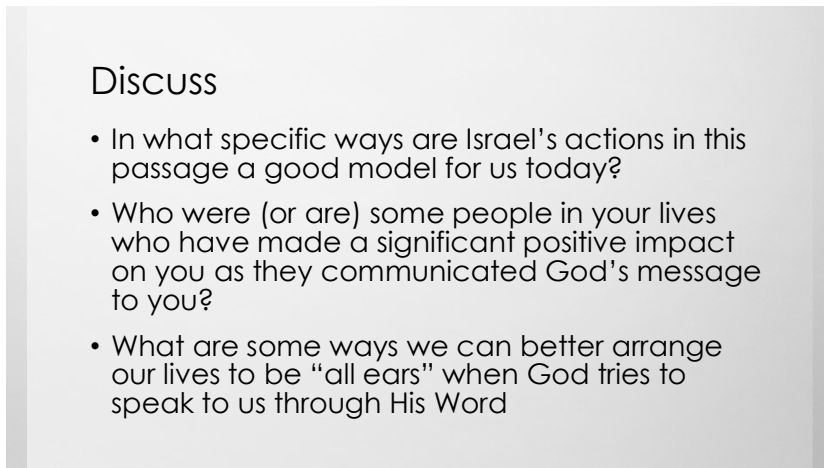 Discuss
• In what specific ways are Israel’s actions in this
passage a good model for us today?
• Who were (or are) some people in your lives
who have made a significant positive impact
on you as they communicated God’s message
to you?
• What are some ways we can better arrange
our lives to be “all ears” when God tries to
speak to us through His Word